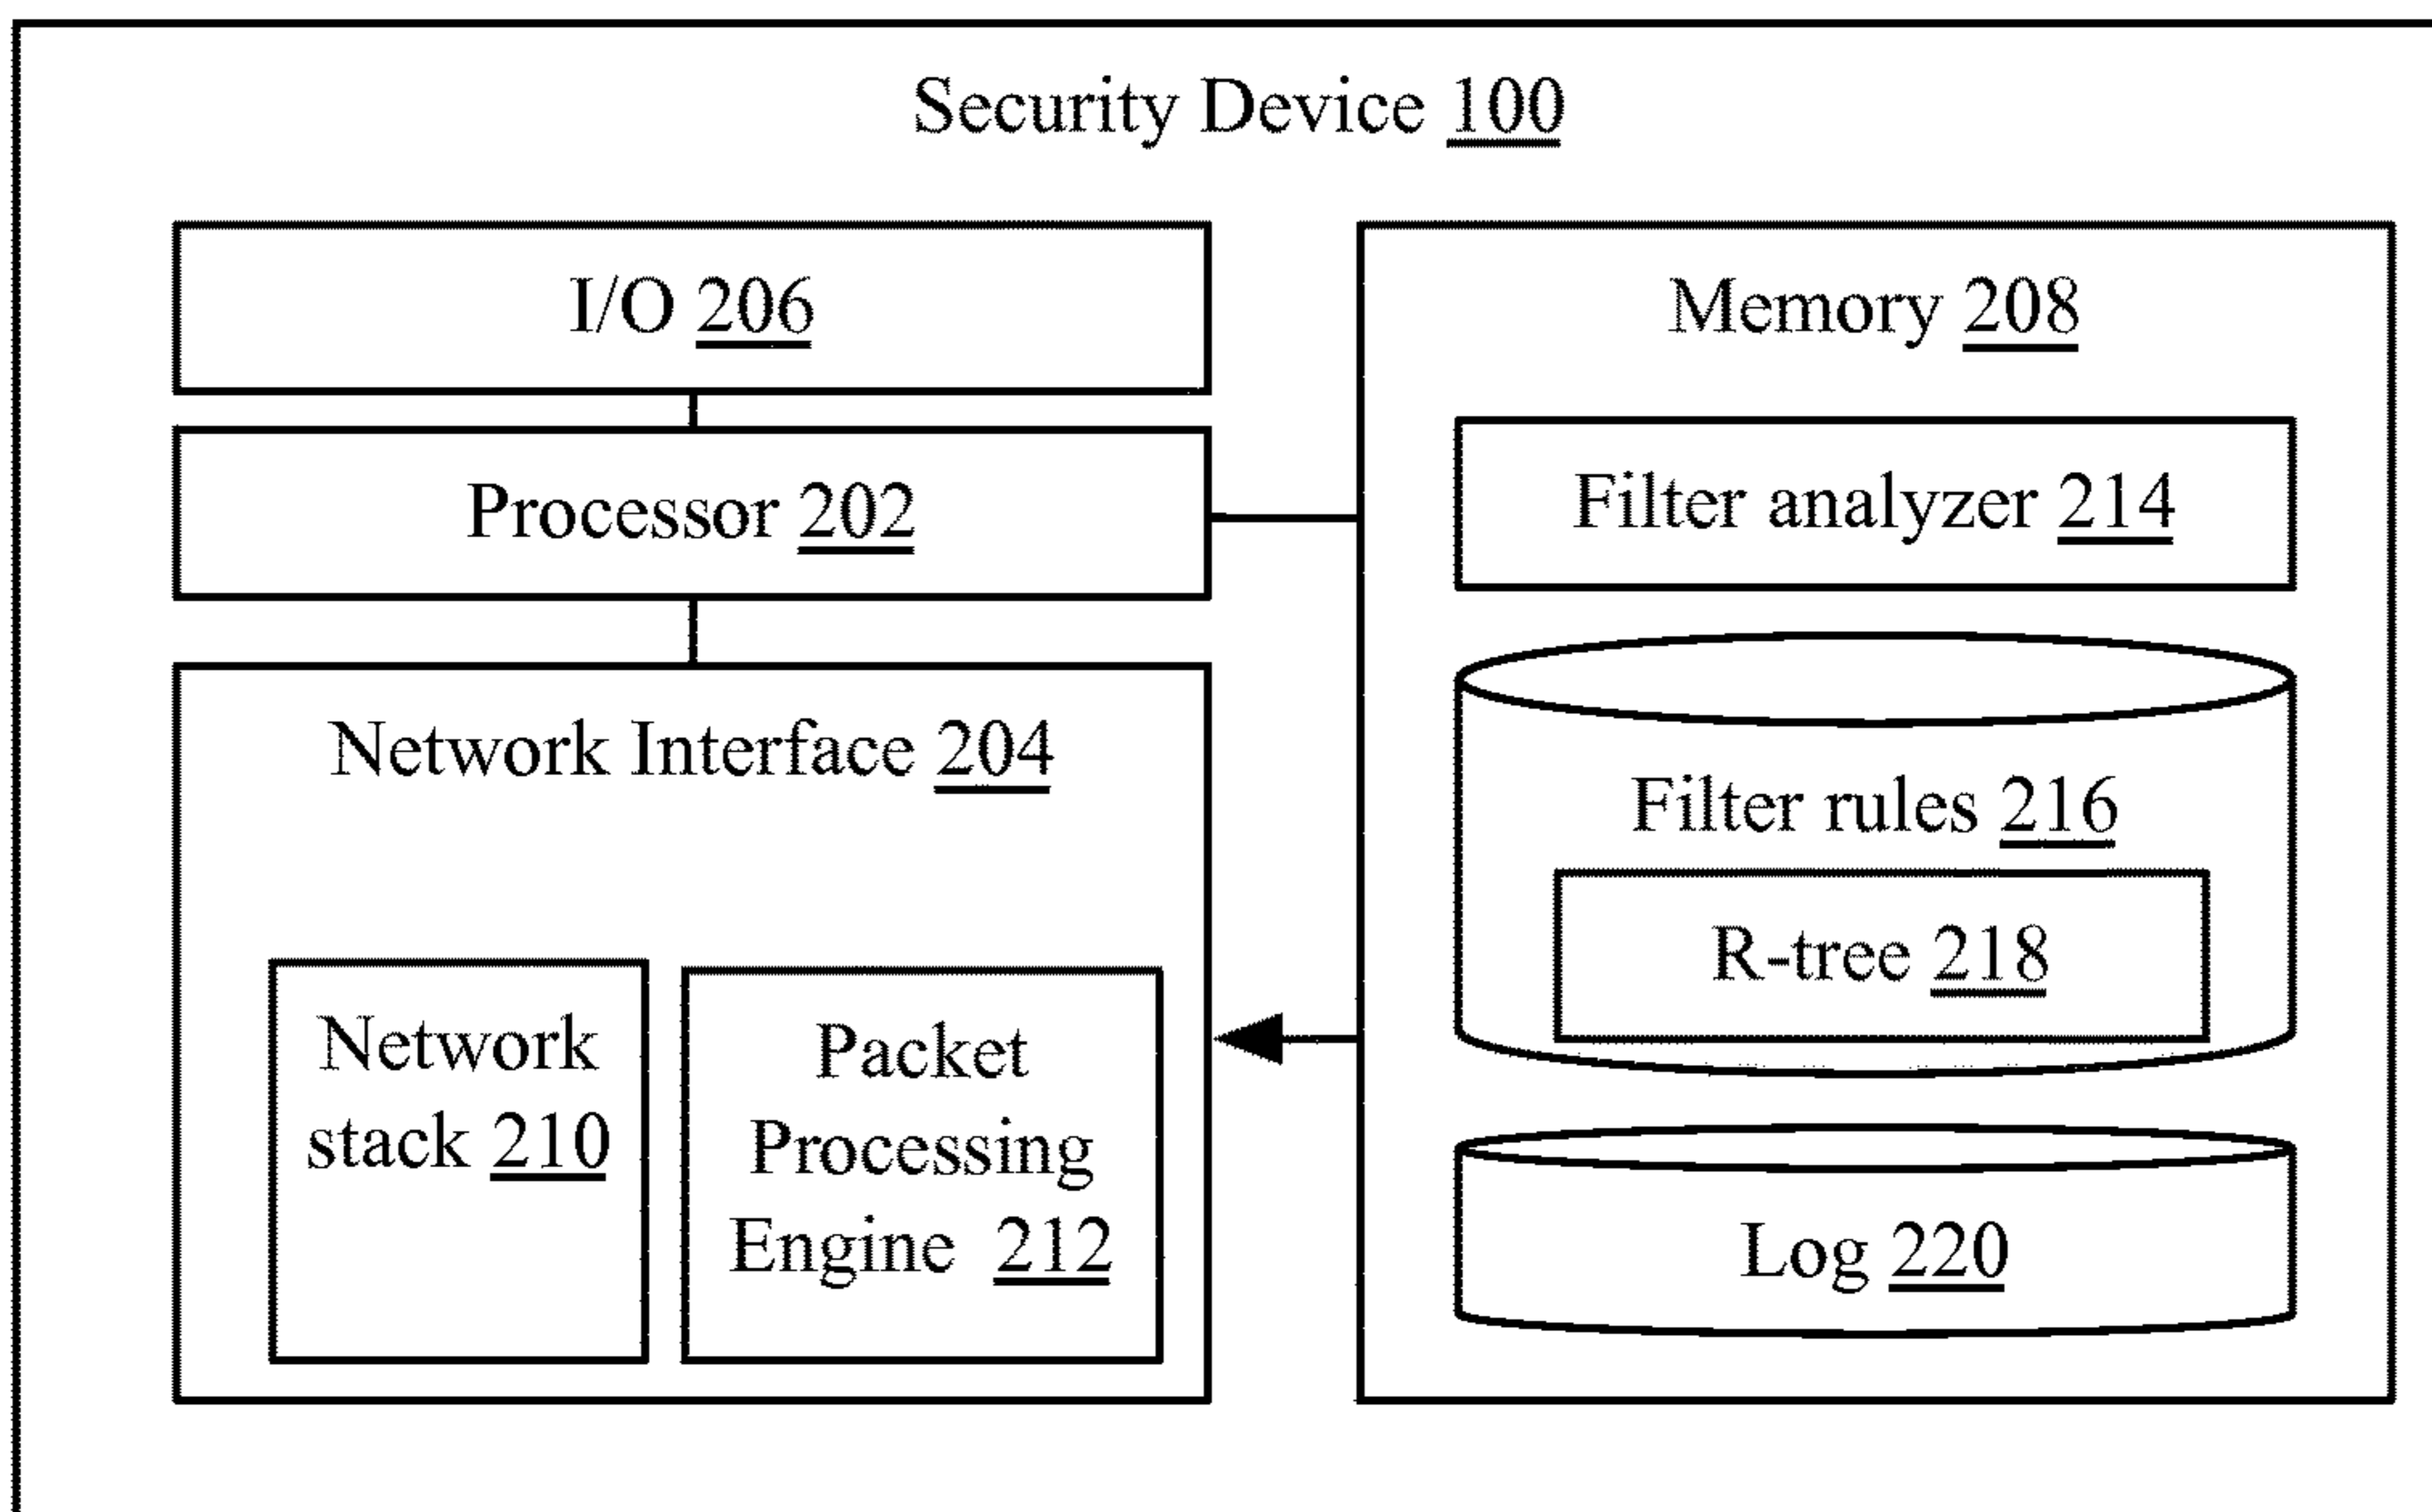 Security Device 100
I/O 206
Processor 202
Network Interface 204
Network
stack 210
Packet
Processing
Engine 212
Memory 208
Filter analyzer 214
Filter rules 216
R-tree 218
Log 220